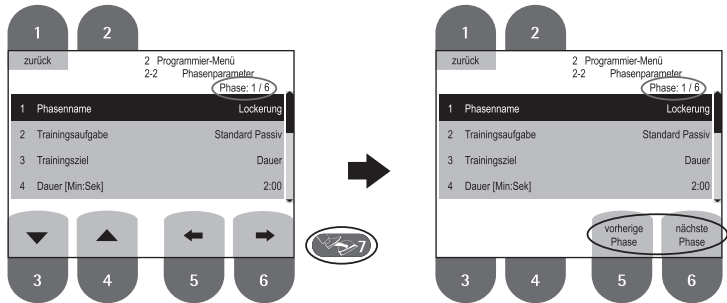 1 2
zurück
2 Programmier-Menü
2-2 Phasenparameter
Phase: 1 / 6
1 Phasenname Lockerung
2 Trainingsaufgabe Standard Passiv
3 Trainingsziel Dauer
4 Dauer [Min:Sek] 2:00
3 4 5 6
7
1 2
zurück
2 Programmier-Menü
2-2 Phasenparameter
Phase: 1 / 6
1 Phasenname Lockerung
2 Trainingsaufgabe Standard Passiv
3 Trainingsziel Dauer
4 Dauer [Min:Sek] 2:00
vorherige nächste
Phase Phase
3 4 5 6